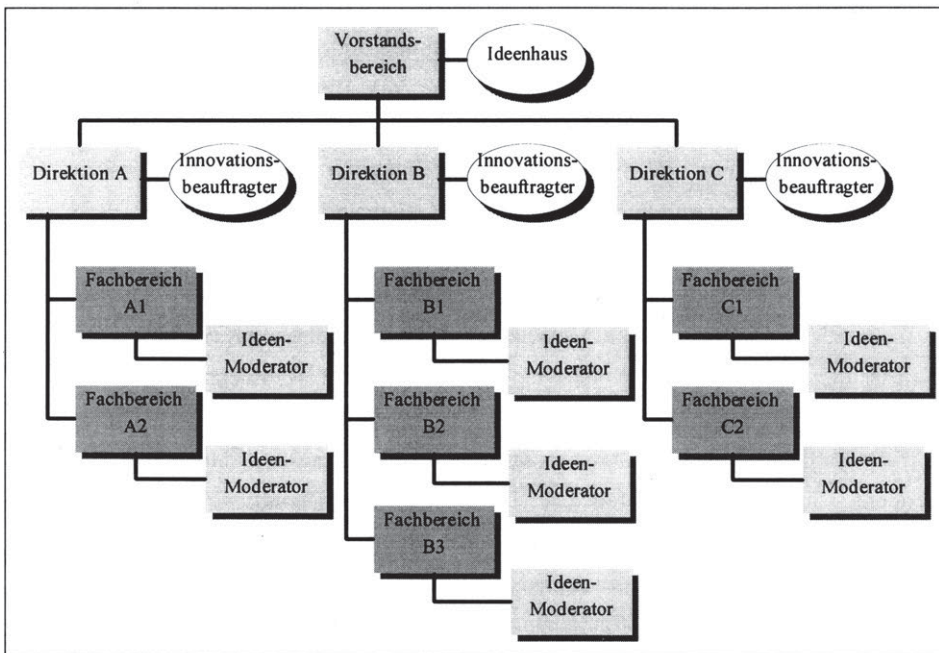 Vorstands-
bereich
Ideenhaus
Direktion A
Innovations-
beauftragter
Direktion B
Innovations-
beauftragter
Direktion C
Innovations-
beauftragter
Fachbereich
A1
Ideen-
Moderator
Fachbereich
A2
Ideen-
Moderator
Fachbereich
B1
Ideen-
Moderator
Fachbereich
B2
Ideen-
Moderator
Fachbereich
B3
Ideen-
Moderator
Fachbereich
C1
Ideen-
Moderator
Fachbereich
C2
Ideen-
Moderator